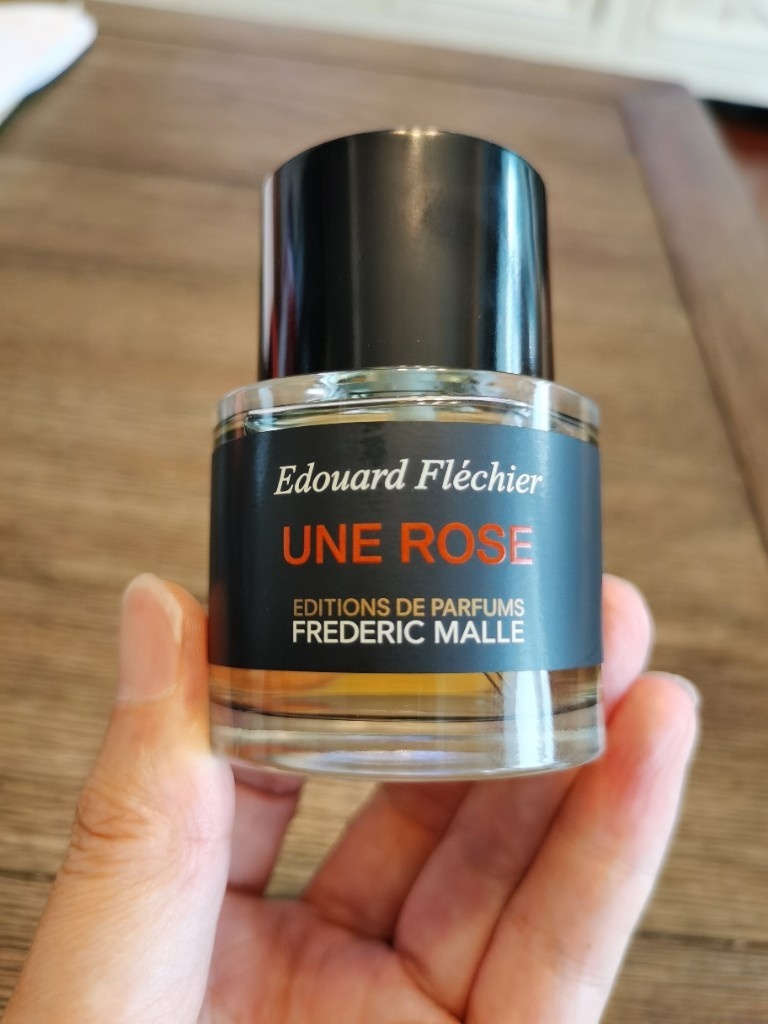 Edouard Fléchier
UNE ROSE
EDITIONS DE PARFUMS
FREDERIC MALLE